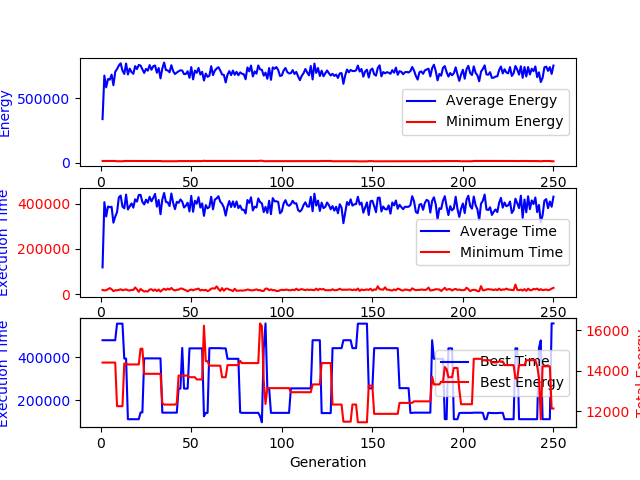 Energy
500000
0
Average Energy
Minimum Energy
0 50 100 150 200 250
Execution Time
400000
200000
0
Average Time
Minimum Time
0 50 100 150 200 250
Execution Time
400000
200000
Best Time
Best Energy
16000
14000
12000
Total Energy
0 50 100 150 200 250
Generation